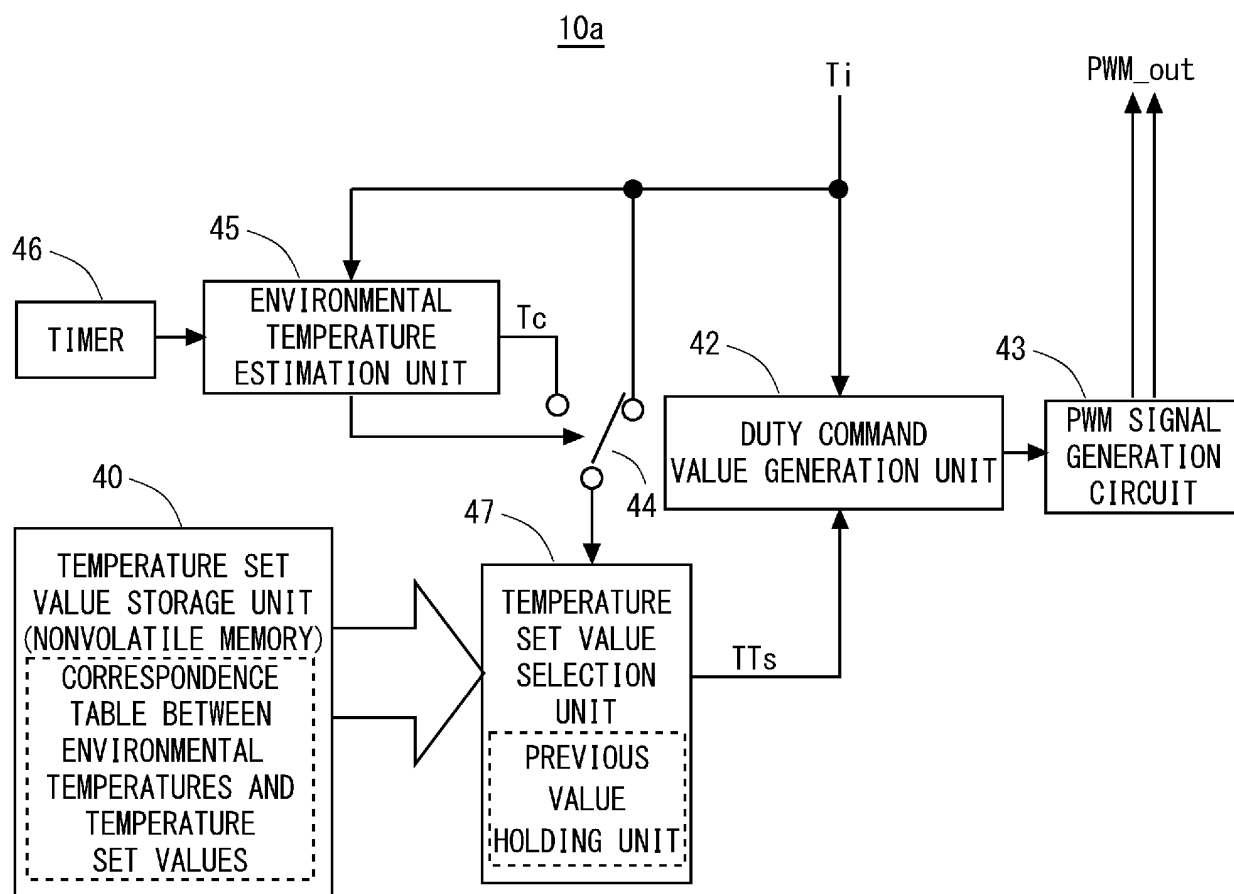 10a
Ti
PWM_out
45
46
ENVIRONMENTAL
TEMPERATURE
ESTIMATION UNIT
TIMER
Tc
42
43
DUTY COMMAND
VALUE GENERATION UNIT
PWM SIGNAL
GENERATION
CIRCUIT
44
40
47
TEMPERATURE SET
VALUE STORAGE UNIT
(NONVOLATILE MEMORY)
CORRESPONDENCE
TABLE BETWEEN
ENVIRONMENTAL
TEMPERATURES AND
TEMPERATURE
SET VALUES
TEMPERATURE
SET VALUE
SELECTION
UNIT
PREVIOUS
VALUE
HOLDING UNIT
TTs